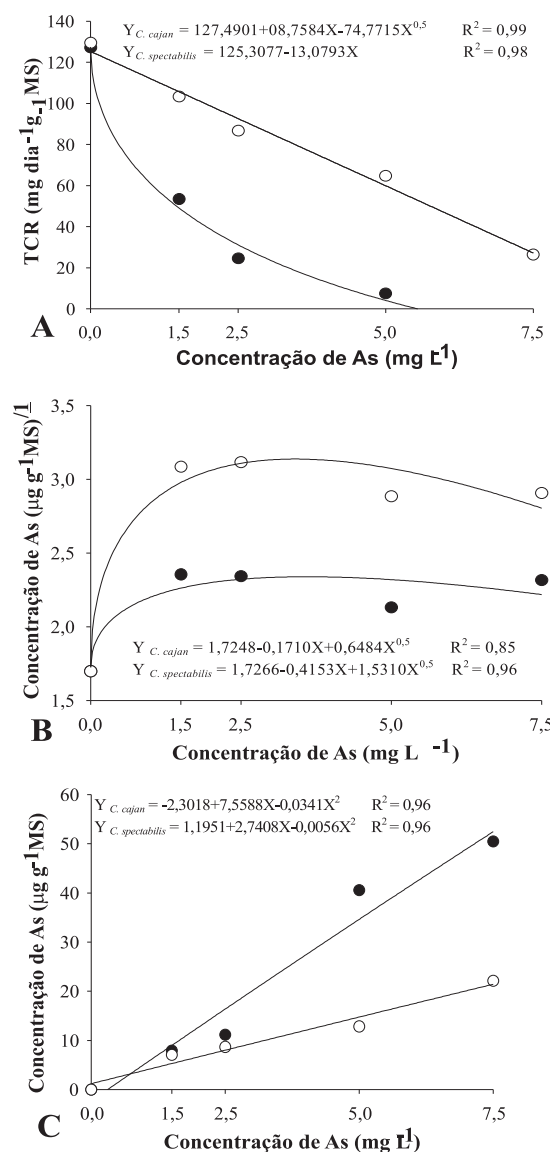 Y C. cajan = 127,4901+08,7584X-74,7715X0,5 R2 = 0,99
Y C. spectabilis = 125,3077-13,0793X R2 = 0,98
TCR (mg dia-1g-1 MS)
140
120
100
80
60
40
20
0
0,0 1,5 2,5 5,0 7,5
A
Concentração de As (mg L-1)
Concentração de As (µg g-1MS)/1
3,5
3,0
2,5
2,0
1,5
Y C. cajan = 1,7248-0,1710X+0,6484X0,5 R2 = 0,85
Y C. spectabilis = 1,7266-0,4153X+1,5310X0,5 R2 = 0,96
0,0 1,5 2,5 5,0 7,5
B
Concentração de As (mg L -1)
Y C. cajan = -2,3018+7,5588X-0,0341X2 R2 = 0,96
Y C. spectabilis = 1,1951+2,7408X-0,0056X2 R2 = 0,96
Concentração de As (µg g-1MS)
60
50
40
30
20
10
0
0,0 1,5 2,5 5,0 7,5
C
Concentração de As (mg L-1)